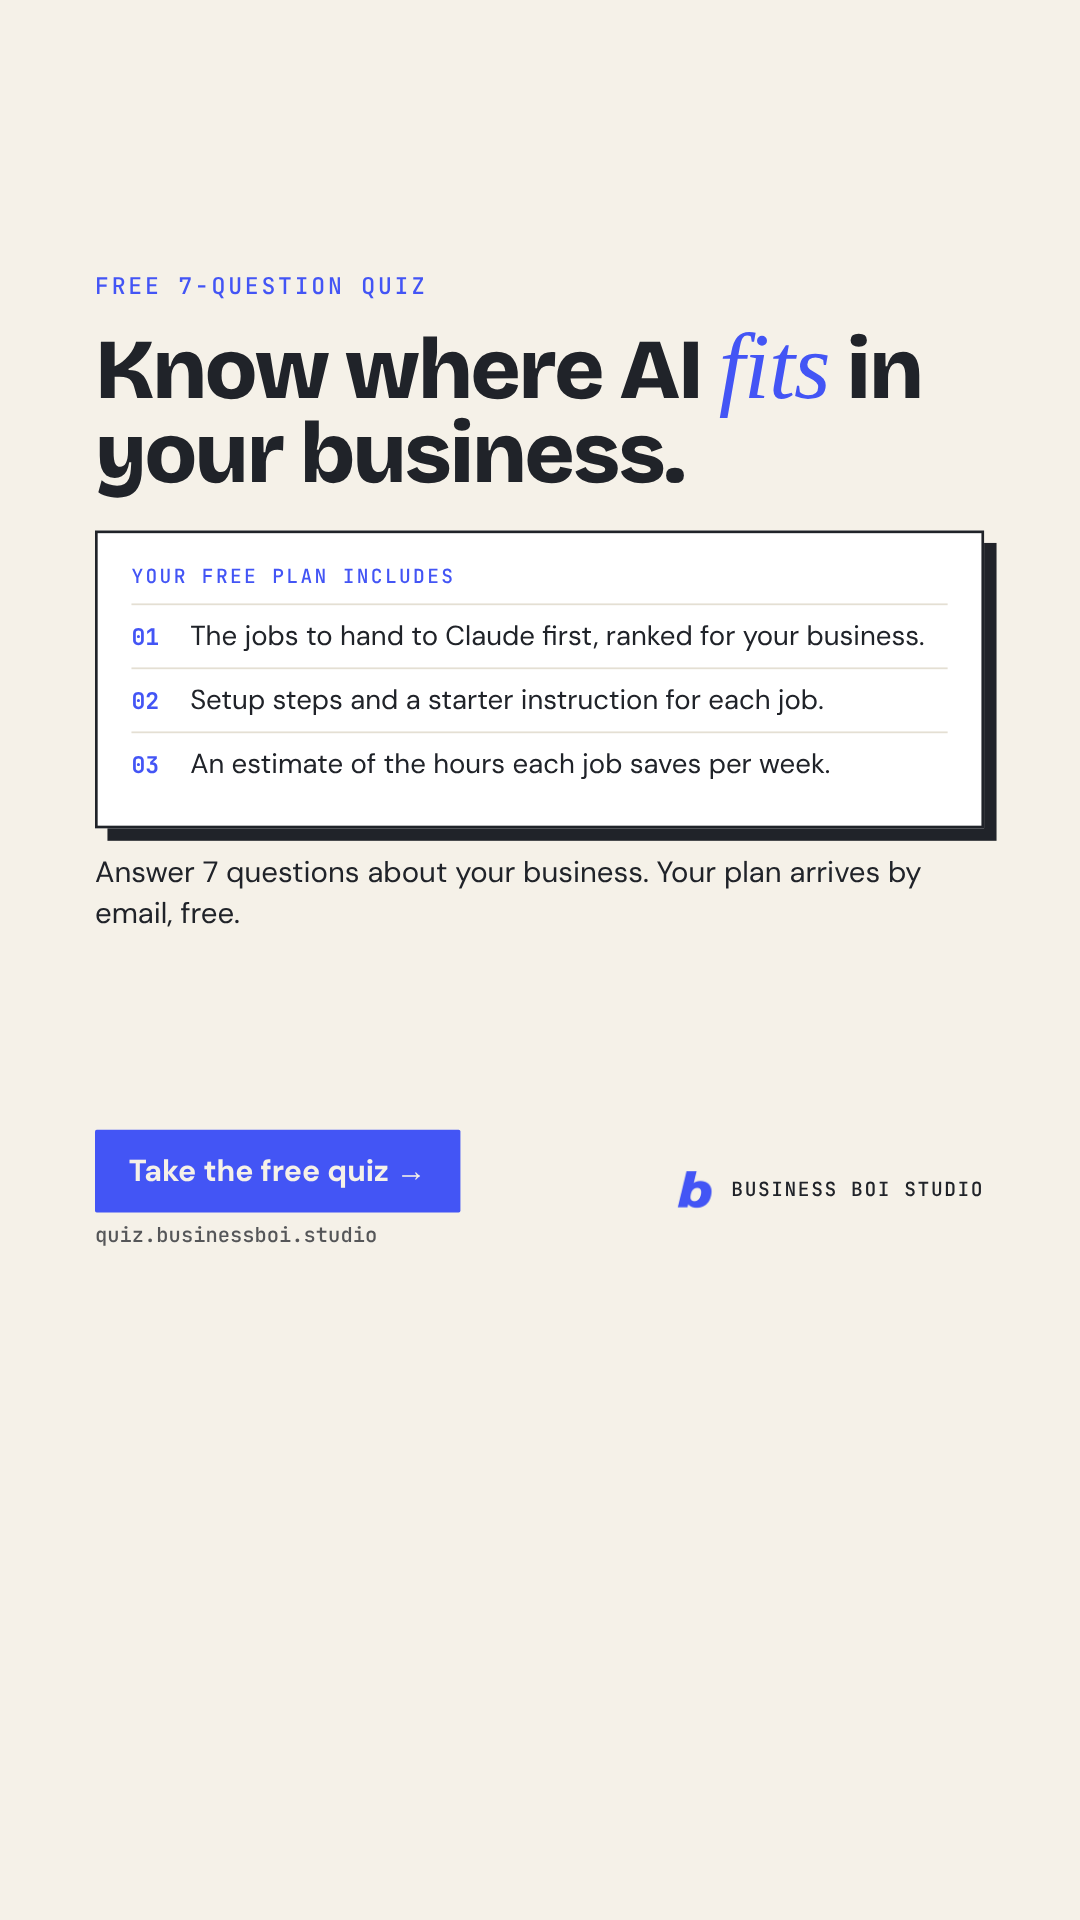 FREE 7-QUESTION QUIZ
Know where AI fits in
your business.
YOUR FREE PLAN INCLUDES
01 The jobs to hand to Claude first, ranked for your business.
02 Setup steps and a starter instruction for each job.
03 An estimate of the hours each job saves per week.
Answer 7 questions about your business. Your plan arrives by
email, free.
Take the free quiz →
b BUSINESS BOI STUDIO
quiz.businessboi.studio